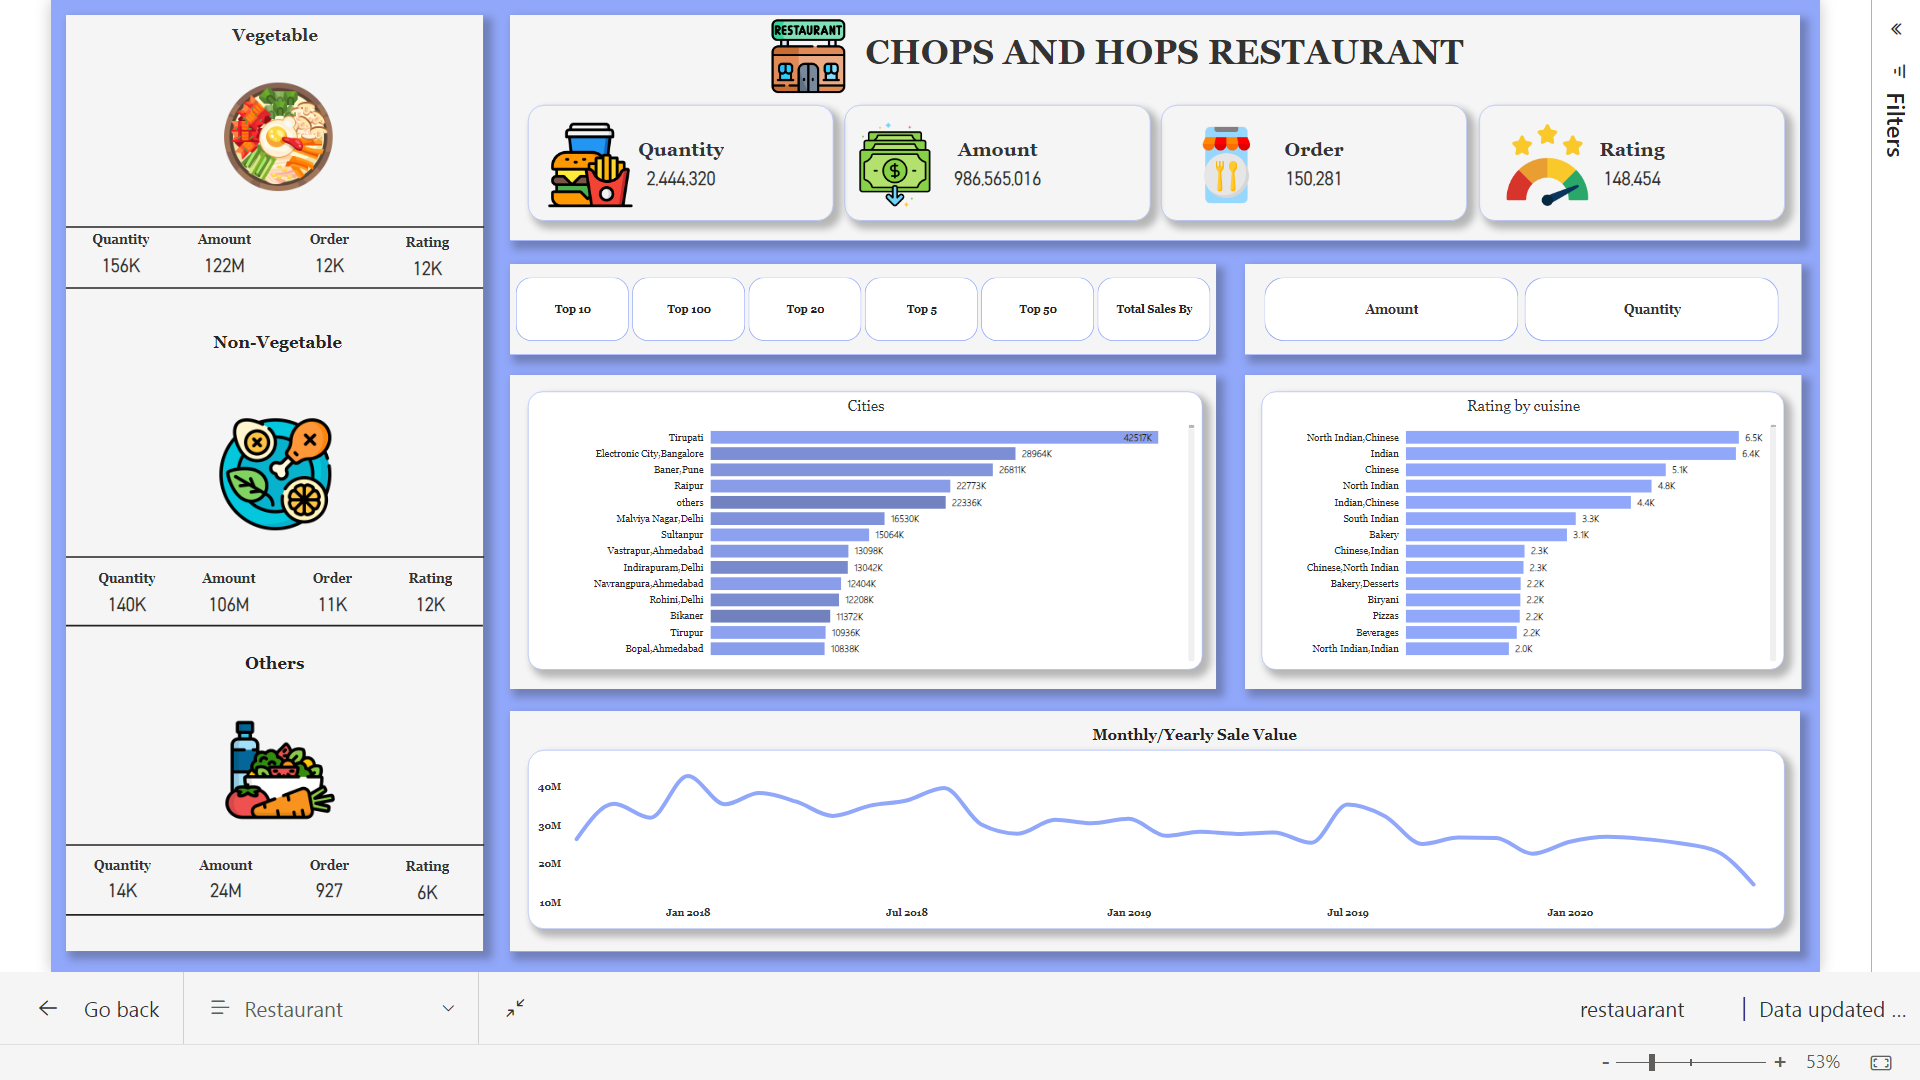 Vegetable
Quantity Amount Order Rating
156K 122M 12K 12K
Non-Vegetable
Quantity Amount Order Rating
140K 106M 11K 12K
Others
Quantity Amount Order Rating
14K 24M 927 6K
RESTAURANT
CHOPS AND HOPS RESTAURANT
Quantity
2,444,320
Amount
986,565,016
Order
150,281
Rating
148,454
Top 10 Top 100 Top 20 Top 5 Top 50 Total Sales By
Amount Quantity
Cities
Tirupati 42517K
Electronic City,Bangalore 28964K
Baner,Pune 26811K
Raipur 22773K
others 22336K
Malviya Nagar,Delhi 16530K
Sultanpur 15064K
Vastrapur,Ahmedabad 13098K
Indirapuram,Delhi 13042K
Navrangpura,Ahmedabad 12404K
Rohini,Delhi 12208K
Bikaner 11372K
Tirupur 10936K
Bopal,Ahmedabad 10838K
Rating by cuisine
North Indian,Chinese 6.5K
Indian 6.4K
Chinese 5.1K
North Indian 4.8K
Indian,Chinese 4.4K
South Indian 3.3K
Bakery 3.1K
Chinese,Indian 2.3K
Chinese,North Indian 2.3K
Bakery,Desserts 2.2K
Biryani 2.2K
Pizzas 2.2K
Beverages 2.2K
North Indian,Indian 2.0K
Monthly/Yearly Sale Value
40M
30M
20M
10M
Jan 2018 Jul 2018 Jan 2019 Jul 2019 Jan 2020
Filters
Go back
Restaurant
restauarant | Data updated ...
- + 53%